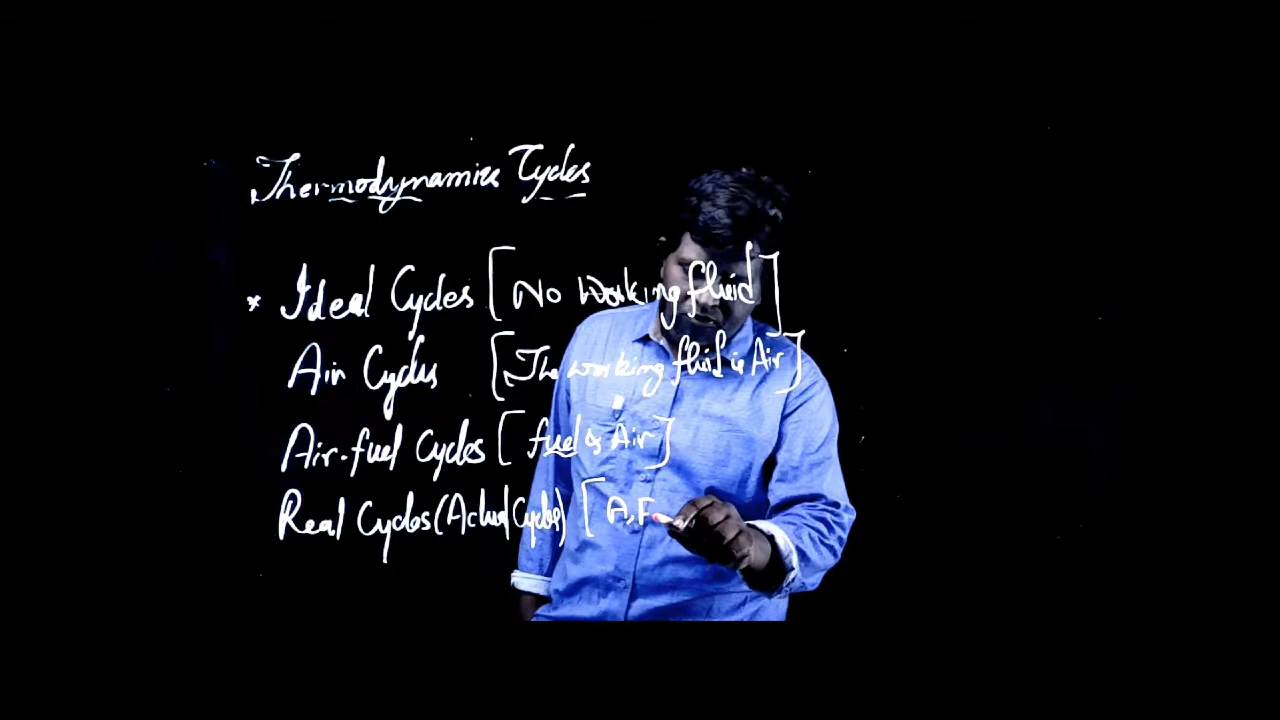 Thermodynamics Cycles
* Ideal Cycles [No working fluid]
Air Cycles [The working fluid is Air]
Air-fuel Cycles [fuel & Air]
Real Cycles (Actual Cycles) [A,F